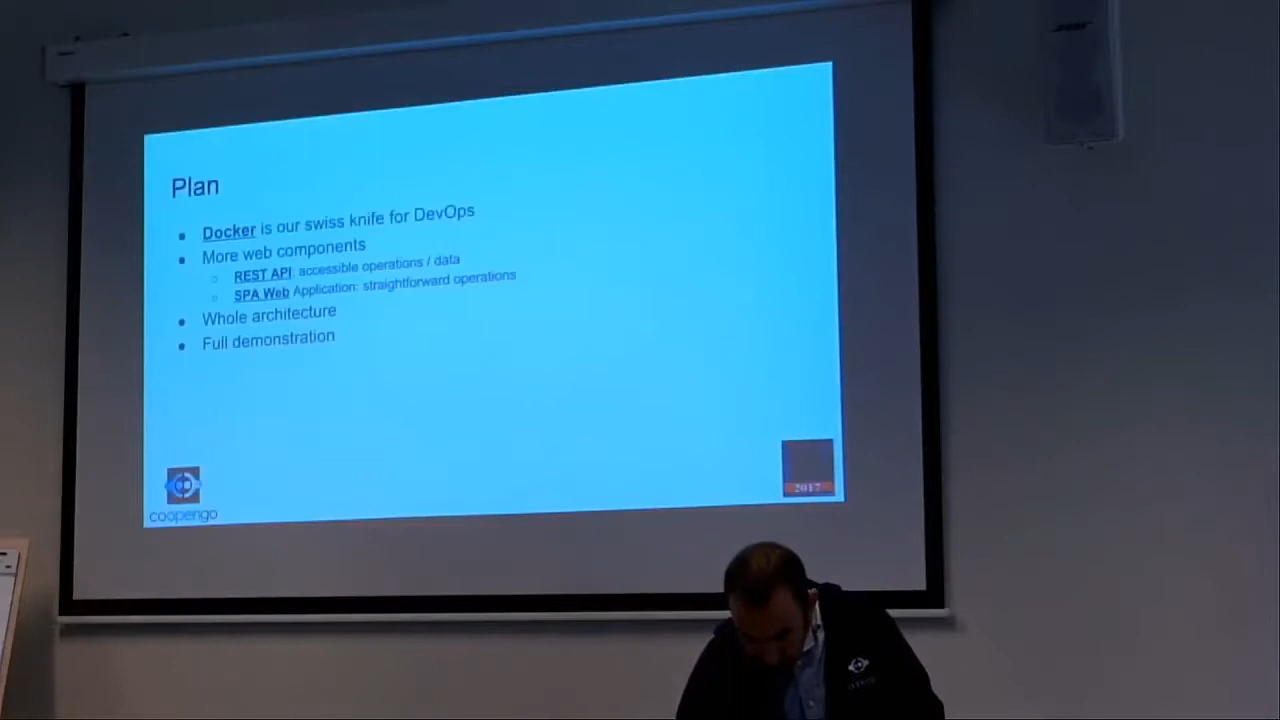 Plan
Docker is our swiss knife for DevOps
More web components
REST API: accessible operations / data
SPA Web Application: straightforward operations
Whole architecture
Full demonstration
coopengo
2017
BOSE